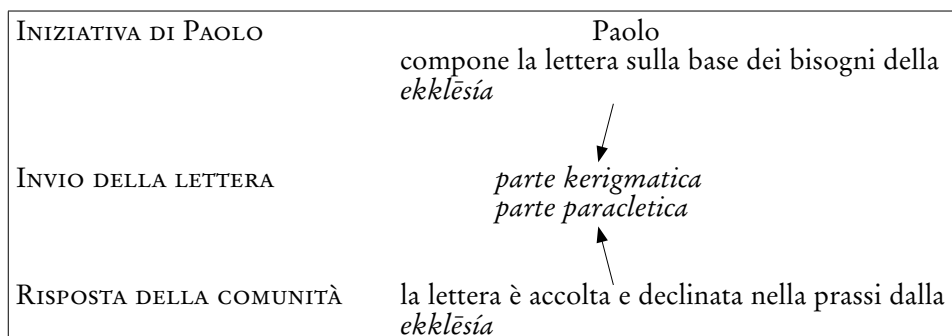 INIZIATIVA DI PAOLO
Paolo
compone la lettera sulla base dei bisogni della
ekklēsía
INVIO DELLA LETTERA
parte kerigmatica
parte paracletica
RISPOSTA DELLA COMUNITÀ
la lettera è accolta e declinata nella prassi dalla
ekklēsía